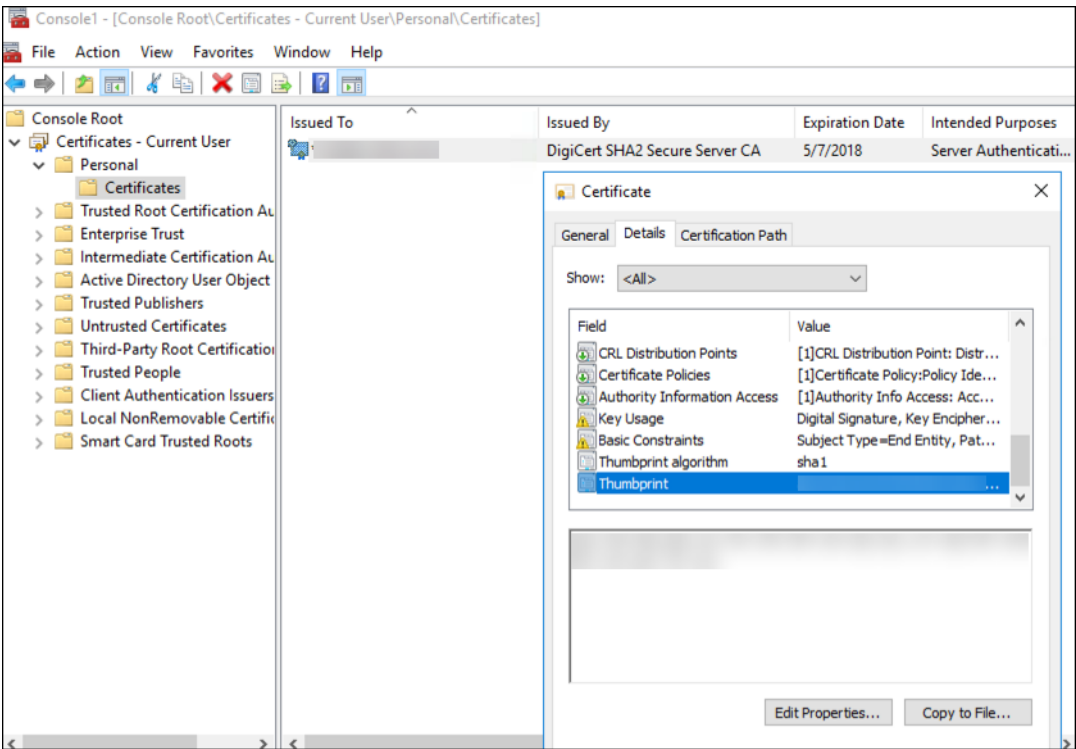 Console1 - [Console Root\Certificates - Current User\Personal\Certificates]
File Action View Favorites Window Help
Console Root
Certificates - Current User
Personal
Certificates
Trusted Root Certification Au
Enterprise Trust
Intermediate Certification Au
Active Directory User Object
Trusted Publishers
Untrusted Certificates
Third-Party Root Certification
Trusted People
Client Authentication Issuers
Local NonRemovable Certific
Smart Card Trusted Roots
Issued To Issued By Expiration Date Intended Purposes
DigiCert SHA2 Secure Server CA 5/7/2018 Server Authenticati...
Certificate
General Details Certification Path
Show: <All>
Field Value
CRL Distribution Points [1]CRL Distribution Point: Distr...
Certificate Policies [1]Certificate Policy:Policy Ide...
Authority Information Access [1]Authority Info Access: Acc...
Key Usage Digital Signature, Key Encipher...
Basic Constraints Subject Type=End Entity, Pat...
Thumbprint algorithm sha1
Thumbprint ...
Edit Properties... Copy to File...